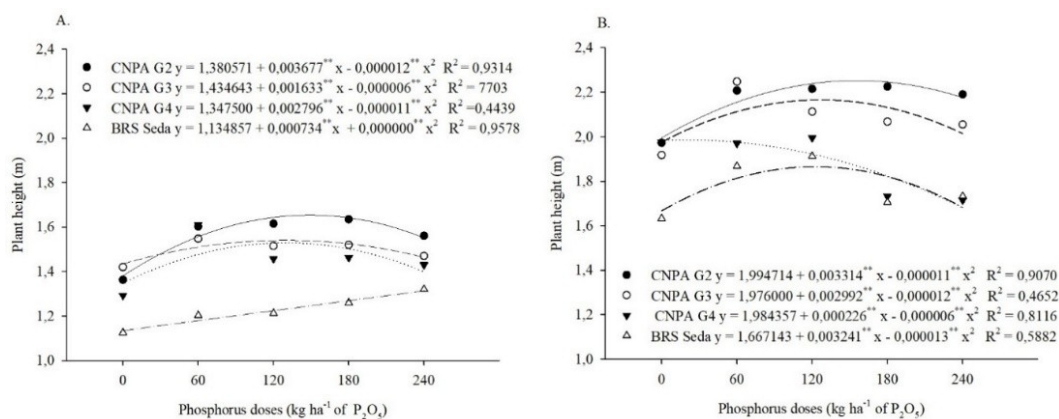 A.
2,4
2,2
2,0
1,8
1,6
1,4
1,2
1,0
Plant height (m)
CNPA G2 y = 1,380571 + 0,003677** x - 0,000012** x² R² = 0,9314
CNPA G3 y = 1,434643 + 0,001633** x - 0,000006** x² R² = 7703
CNPA G4 y = 1,347500 + 0,002796** x - 0,000011** x² R² =0,4439
BRS Seda y = 1,134857 + 0,000734** x + 0,000000** x² R² = 0,9578
0 60 120 180 240
Phosphorus doses (kg ha⁻¹ of P₂O₅)
B.
2,4
2,2
2,0
1,8
1,6
1,4
1,2
1,0
Plant height (m)
CNPA G2 y = 1,994714 + 0,003314** x - 0,000011** x² R² = 0,9070
CNPA G3 y = 1,976000 + 0,002992** x - 0,000012** x² R² = 0,4652
CNPA G4 y = 1,984357 + 0,000226** x - 0,000006** x² R² = 0,8116
BRS Seda y = 1,667143 + 0,003241** x - 0,000013** x² R² = 0,5882
0 60 120 180 240
Phosphorus doses (kg ha⁻¹ of P₂O₅)